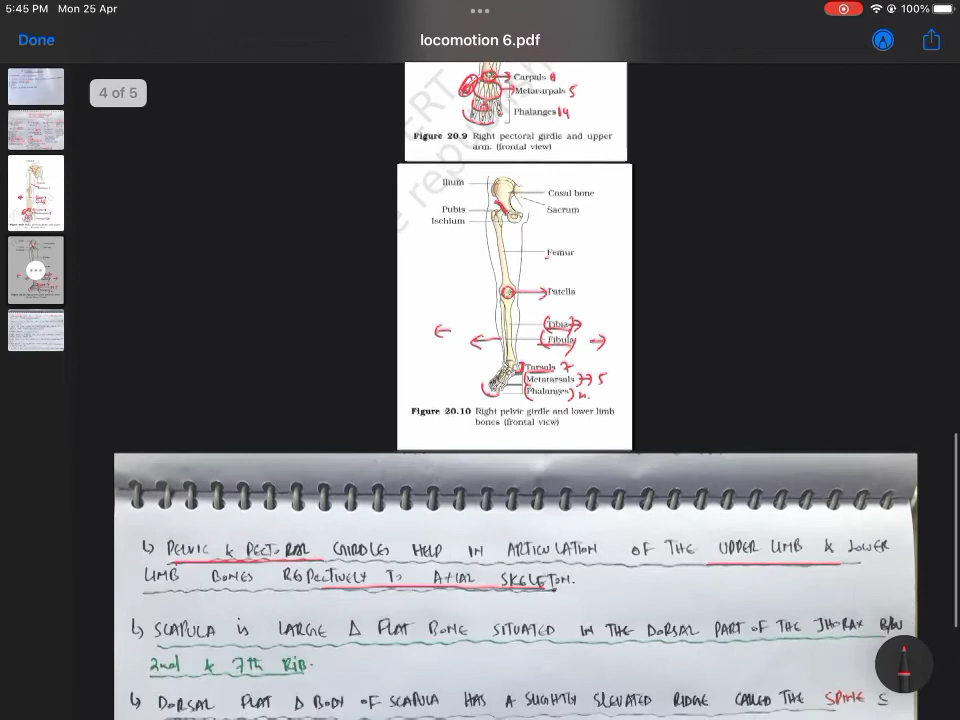 5:45 PM Mon 25 Apr
100%
Done
locomotion 6.pdf
4 of 5
Carpals 8
Metacarpals 5
Phalanges 14
Figure 20.9 Right pectoral girdle and upper
arm. (frontal view)
Ilium
Coxal bone
Pubis
Sacrum
Ischium
Femur
Patella
Tibia
Fibula
Tarsals 7
Metatarsals 5
Phalanges
Figure 20.10 Right pelvic girdle and lower limb
bones (frontal view)
PELVIC & PECTORAL GIRDLES HELP IN ARTICULATION OF THE UPPER LIMB & LOWER
LIMB BONES RESPECTIVELY TO AXIAL SKELETON.
SCAPULA is LARGE Δ FLAT BONE SITUATED IN THE DORSAL PART OF THE THORAX B/W
2nd & 7th RIB.
DORSAL FLAT Δ BODY OF SCAPULA HAS A SLIGHTLY ELEVATED RIDGE CALLED THE SPINE